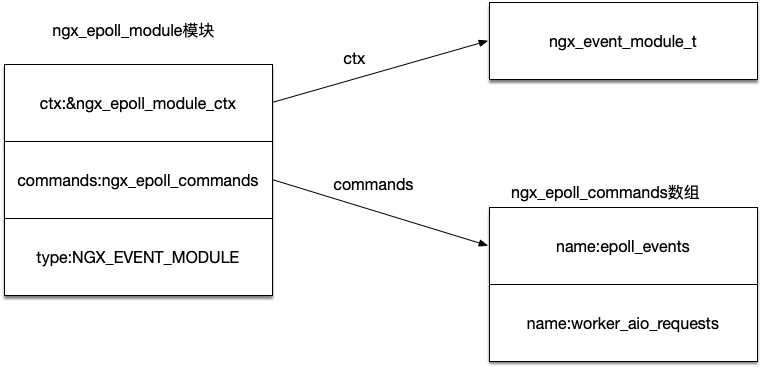 ngx_epoll_module模块
ctx:&ngx_epoll_module_ctx
commands:ngx_epoll_commands
type:NGX_EVENT_MODULE
ctx
ngx_event_module_t
commands
ngx_epoll_commands数组
name:epoll_events
name:worker_aio_requests